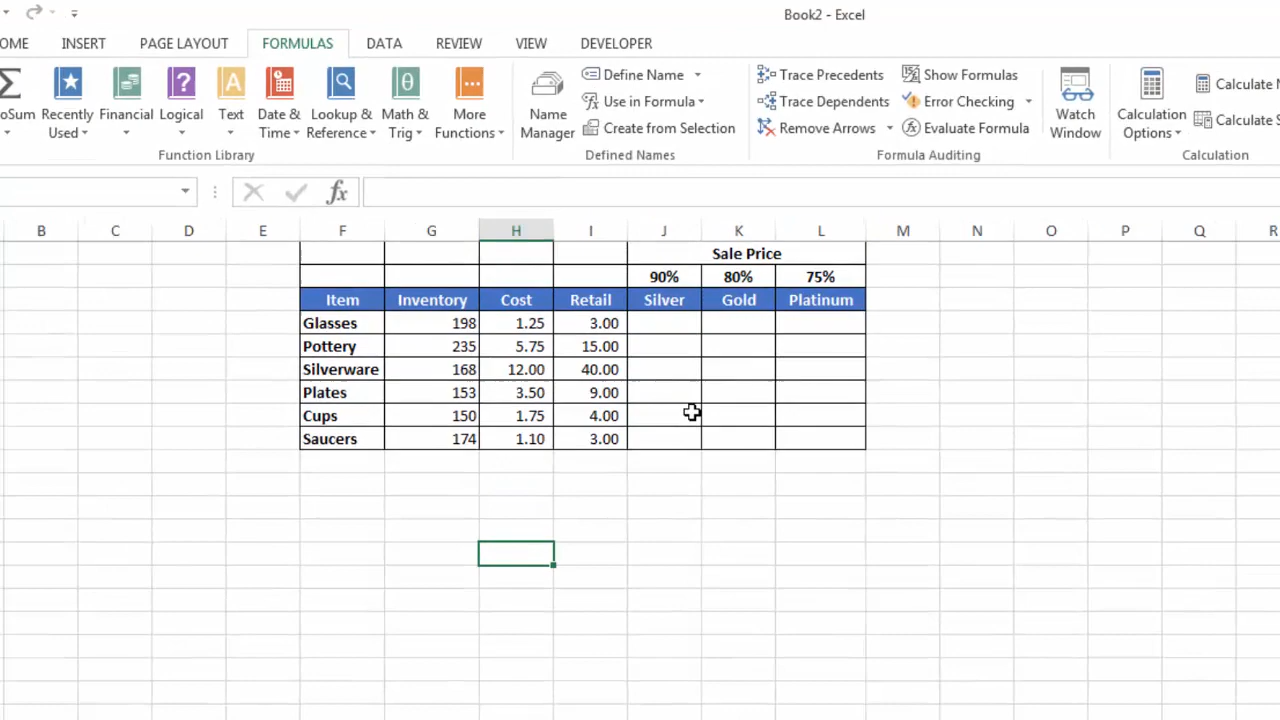 Book2 - Excel
OME INSERT PAGE LAYOUT FORMULAS DATA REVIEW VIEW DEVELOPER
oSum
Recently Used
Financial
Logical
Text
Date & Time
Lookup & Reference
Math & Trig
More Functions
Function Library
Name Manager
Define Name
Use in Formula
Create from Selection
Defined Names
Trace Precedents
Trace Dependents
Remove Arrows
Show Formulas
Error Checking
Evaluate Formula
Formula Auditing
Watch Window
Calculation Options
Calculate
Calculate S
Calculation
fx
B C D E F G H I J K L M N O P Q R
Sale Price
90% 80% 75%
Item Inventory Cost Retail Silver Gold Platinum
Glasses 198 1.25 3.00
Pottery 235 5.75 15.00
Silverware 168 12.00 40.00
Plates 153 3.50 9.00
Cups 150 1.75 4.00
Saucers 174 1.10 3.00